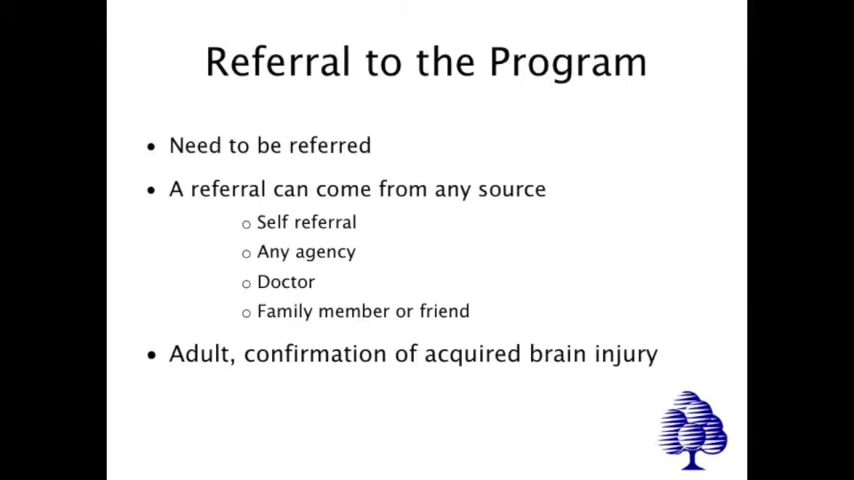 Referral to the Program
• Need to be referred
• A referral can come from any source
○ Self referral
○ Any agency
○ Doctor
○ Family member or friend
• Adult, confirmation of acquired brain injury